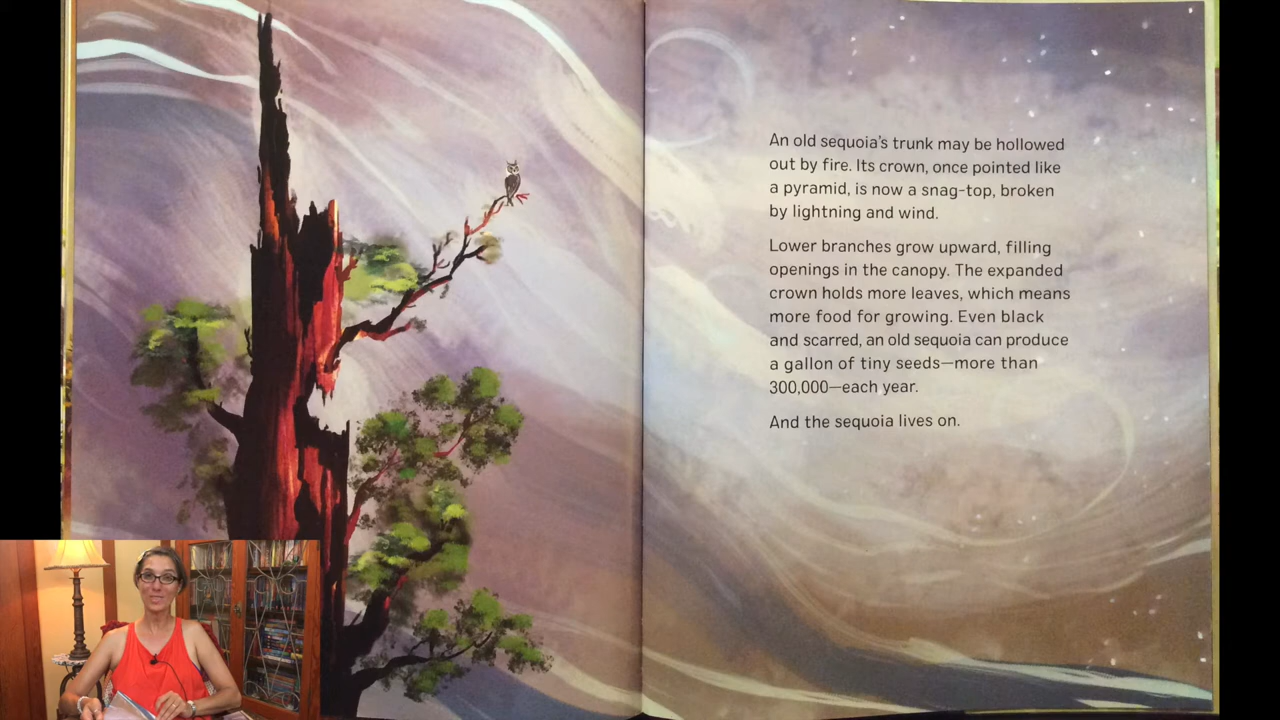 An old sequoia's trunk may be hollowed
out by fire. Its crown, once pointed like
a pyramid, is now a snag-top, broken
by lightning and wind.
Lower branches grow upward, filling
openings in the canopy. The expanded
crown holds more leaves, which means
more food for growing. Even black
and scarred, an old sequoia can produce
a gallon of tiny seeds—more than
300,000—each year.
And the sequoia lives on.